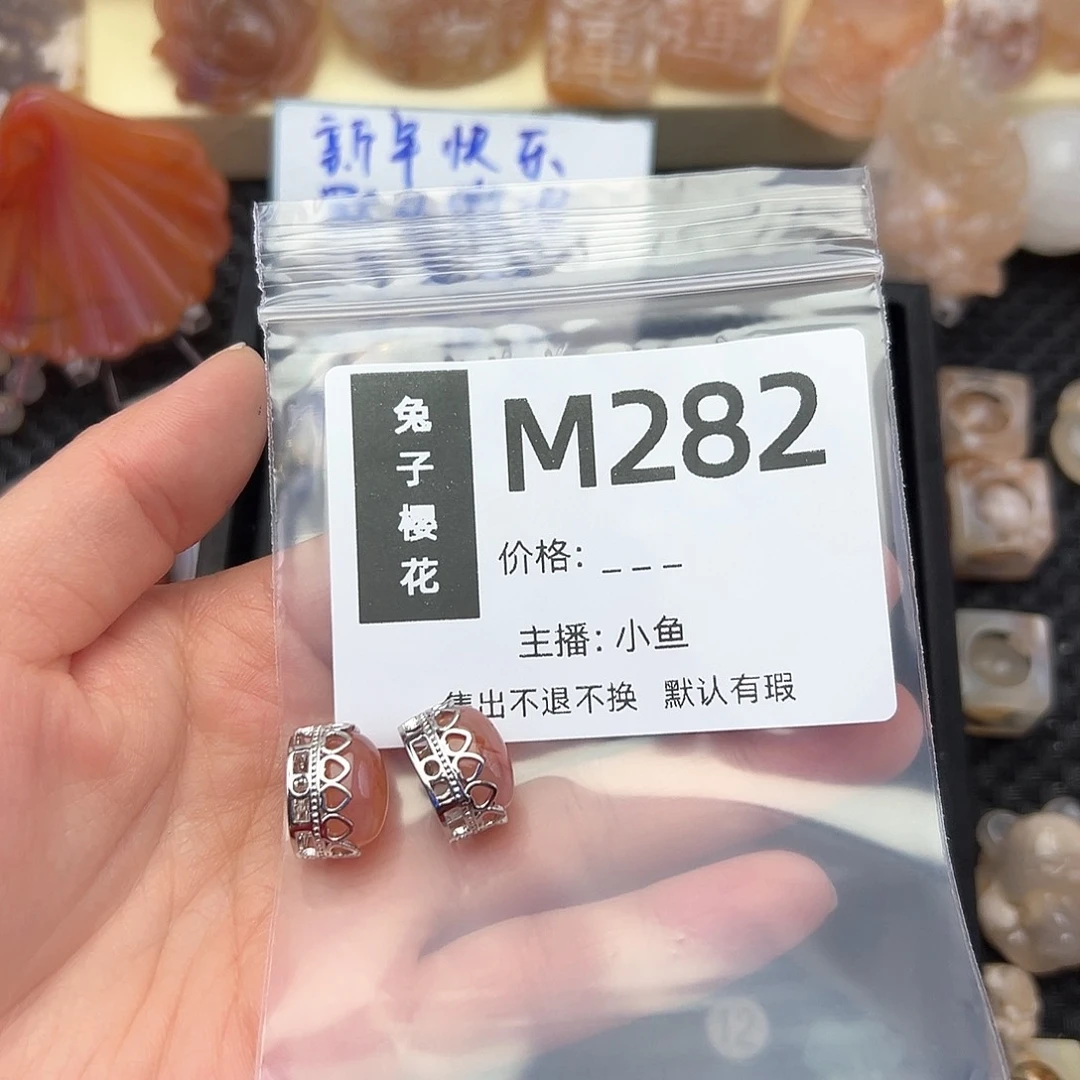 新年快乐
兔子樱花
M282
价格: _ _ _
主播: 小鱼
售出不退不换 默认有瑕
12